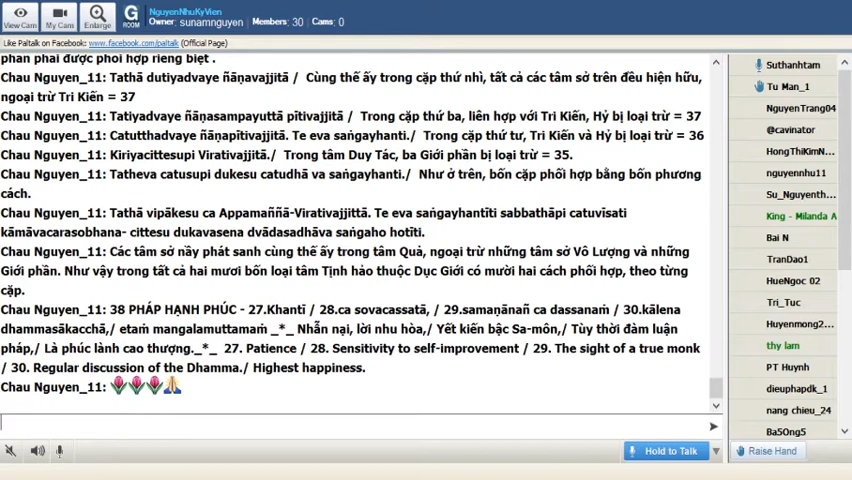 View Cam
My Cam
Enlarge
G
ROOM
NguyenNhuKyVien
Owner: sunamnguyen Members: 30 Cams: 0
Like Paltalk on Facebook: www.facebook.com/paltalk (Official Page)
phần phải được phối hợp riêng biệt .
Chau Nguyen_11: Tathā dutiyadvaye ñāṇavajjitā / Cùng thế ấy trong cặp thứ nhì, tất cả các tâm sở trên đều hiện hữu,
ngoại trừ Tri Kiến = 37
Chau Nguyen_11: Tatiyadvaye ñāṇasampayuttā pītivajjitā / Trong cặp thứ ba, liên hợp với Tri Kiến, Hỷ bị loại trừ = 37
Chau Nguyen_11: Catutthadvaye ñāṇapītivajjitā. Te eva saṅgayhanti./ Trong cặp thứ tư, Tri Kiến và Hỷ bị loại trừ = 36
Chau Nguyen_11: Kiriyacittesupi Virativajjitā./ Trong tâm Duy Tác, ba Giới phần bị loại trừ = 35.
Chau Nguyen_11: Tatheva catusupi dukesu catudhā va saṅgayhanti./ Như ở trên, bốn cặp phối hợp bằng bốn phương
cách.
Chau Nguyen_11: Tathā vipākesu ca Appamaññā-Virativajjittā. Te eva saṅgayhantīti sabbathāpi catuvīsati
kāmāvacarasobhana- cittesu dukavasena dvādasadhāva saṅgaho hotīti.
Chau Nguyen_11: Các tâm sở nầy phát sanh cùng thế ấy trong tâm Quả, ngoại trừ những tâm sở Vô Lượng và những
Giới phần. Như vậy trong tất cả hai mươi bốn loại tâm Tịnh hảo thuộc Dục Giới có mười hai cách phối hợp, theo từng
cặp.
Chau Nguyen_11: 38 PHÁP HẠNH PHÚC - 27.Khantī / 28.ca sovacassatā, / 29.samaṇānañ ca dassanaṁ / 30.kālena
dhammasākacchā,/ etaṁ mangalamuttamaṁ _*_ Nhẫn nại, lời nhu hòa,/ Yết kiến bậc Sa-môn,/ Tùy thời đàm luận
pháp,/ Là phúc lành cao thượng._*_ 27. Patience / 28. Sensitivity to self-improvement / 29. The sight of a true monk
/ 30. Regular discussion of the Dhamma./ Highest happiness.
Chau Nguyen_11:
Hold to Talk
Suthanhtam
Tu Man_1
NguyenTrang04
@cavinator
HongThiKimN...
nguyennhu11
Su_Nguyenth...
King - Milanda A
Bai N
TranDao1
HueNgoc 02
Tri_Tuc
Huyenmong2...
thy lam
PT Huynh
dieuphapdk_1
nang chieu_24
Ba5Ong5
Raise Hand